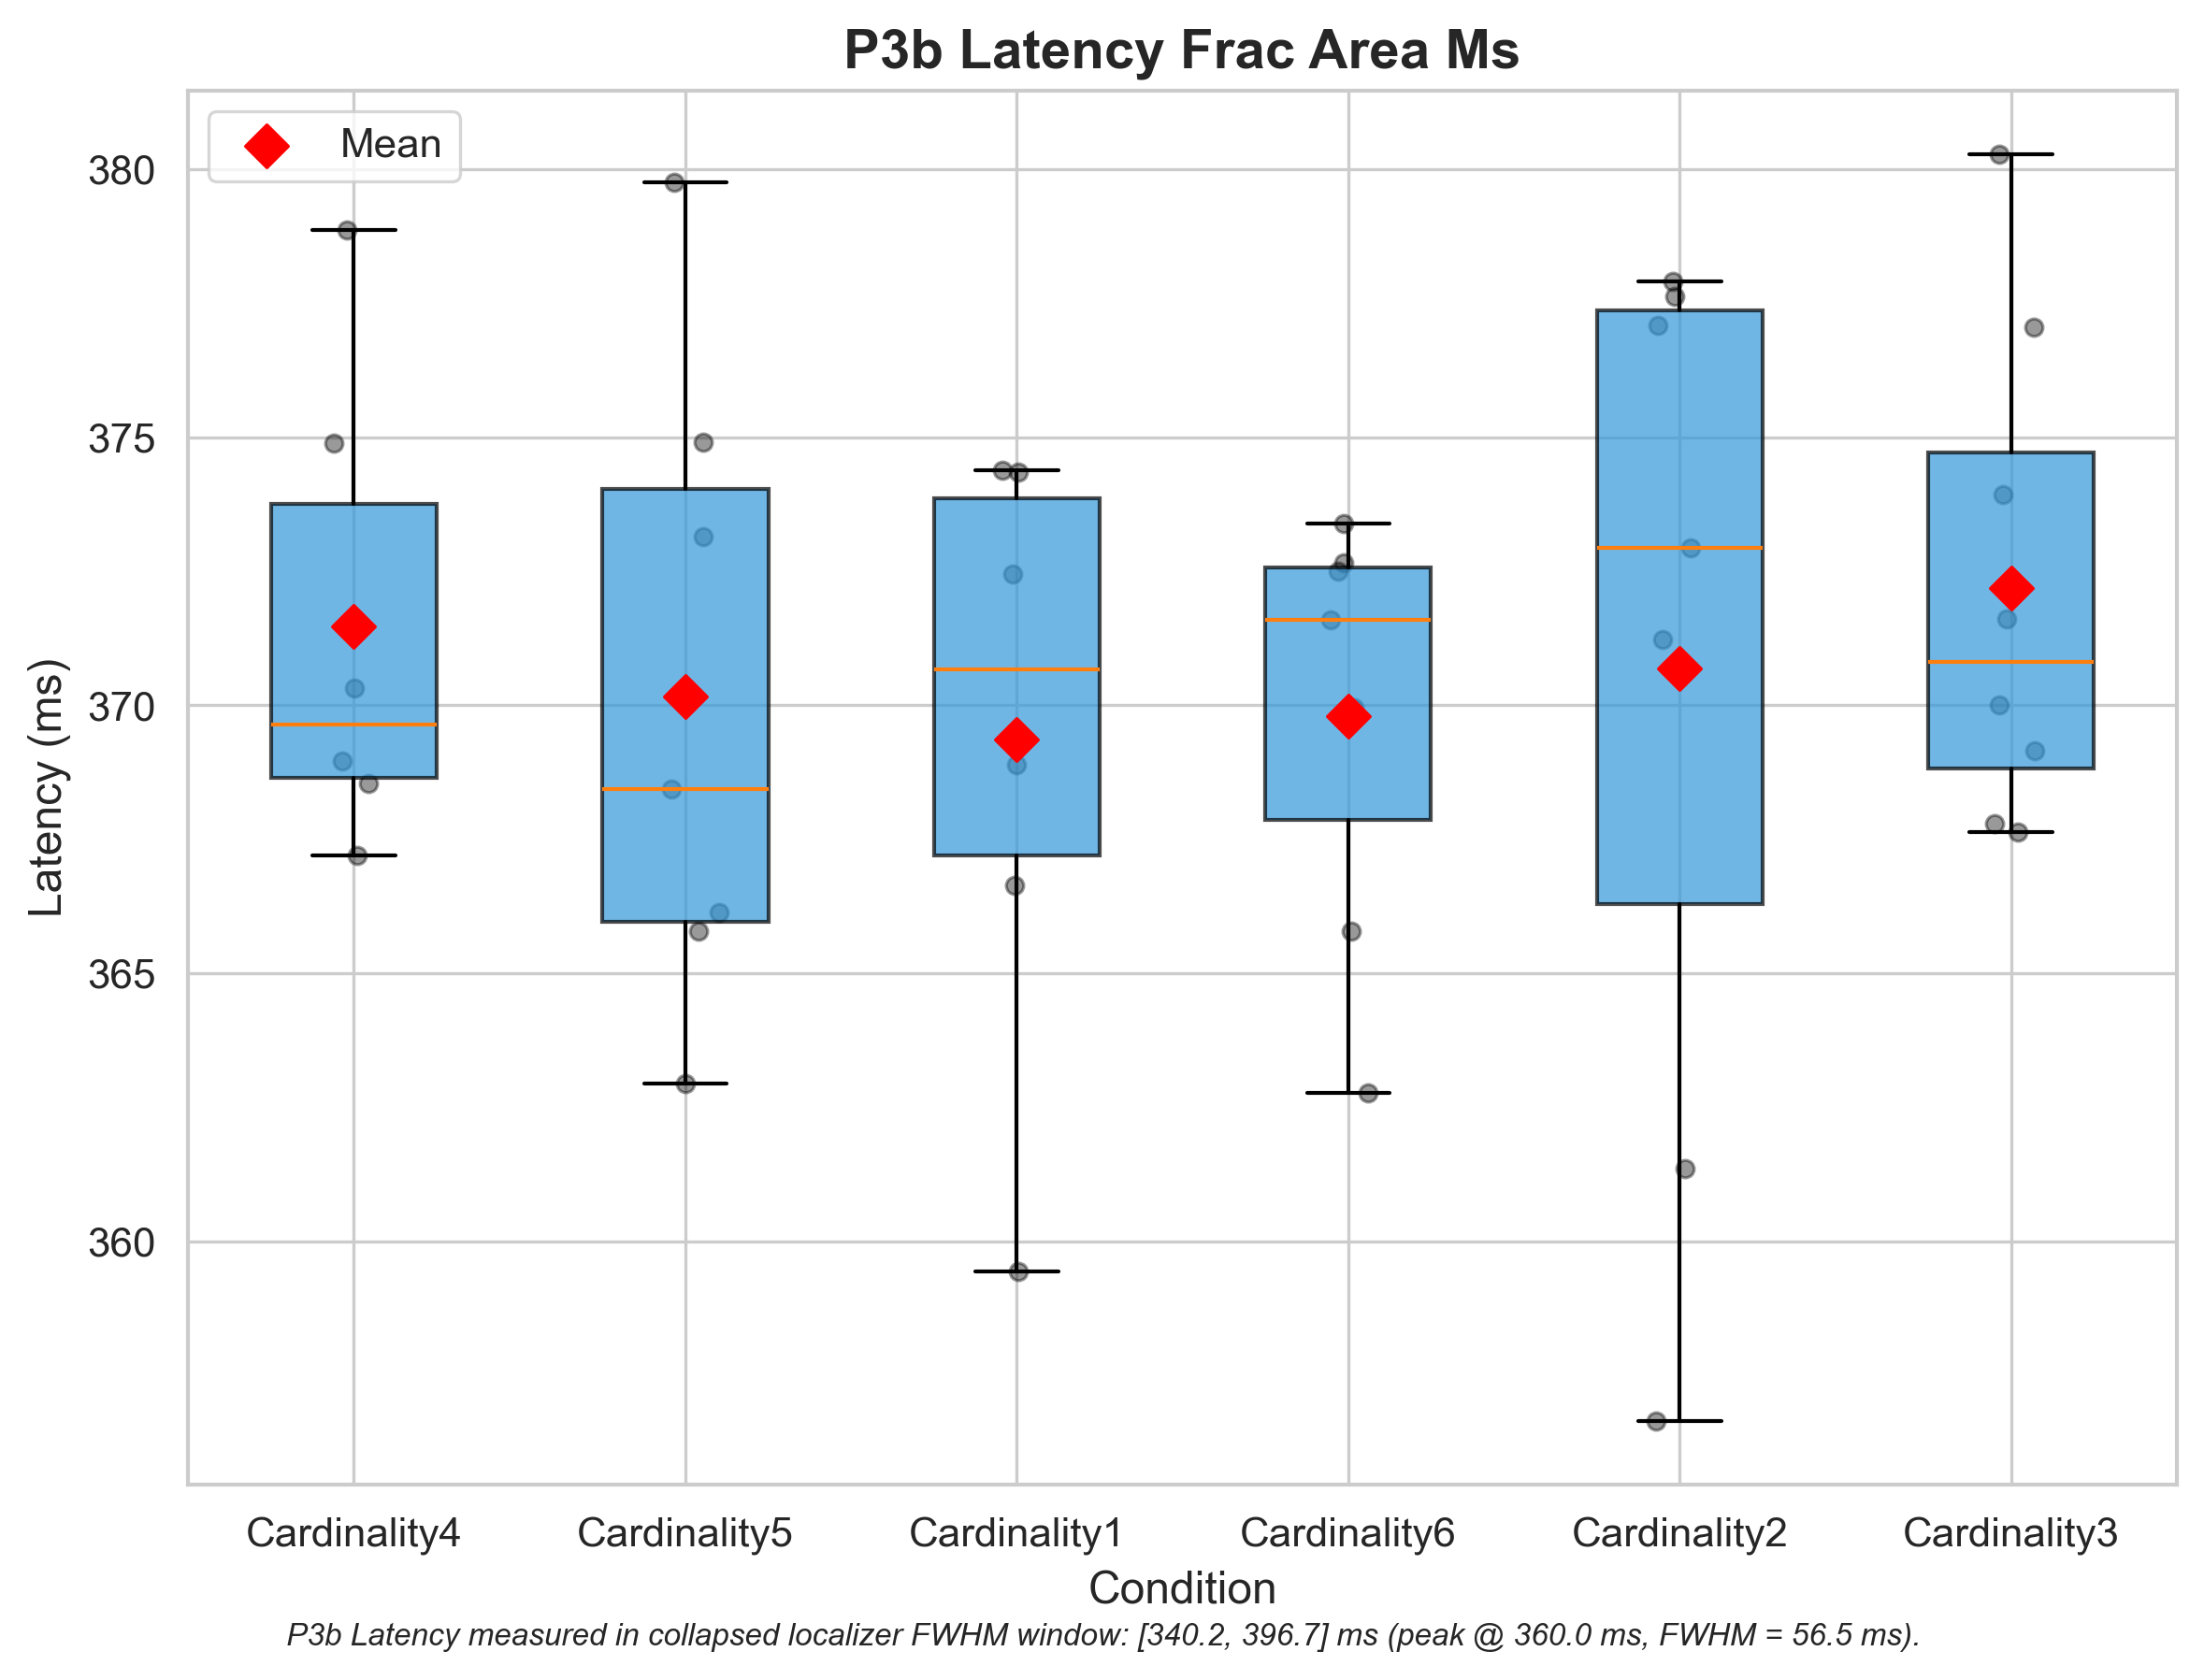 P3b Latency Frac Area Ms
Mean
380
375
370
365
360
Latency (ms)
Cardinality4 Cardinality5 Cardinality1 Cardinality6 Cardinality2 Cardinality3
Condition
P3b Latency measured in collapsed localizer FWHM window: [340.2, 396.7] ms (peak @ 360.0 ms, FWHM = 56.5 ms).